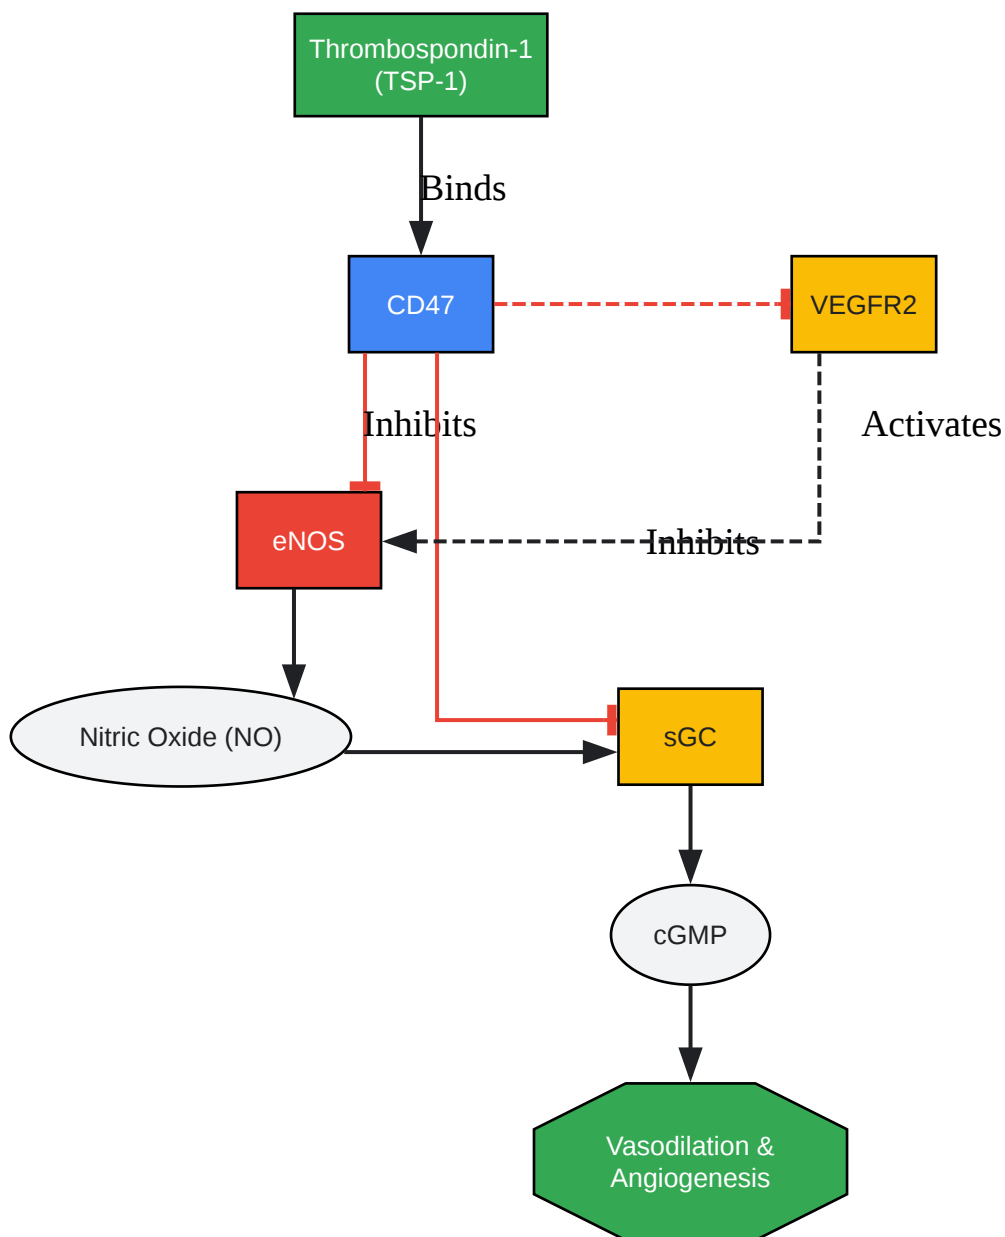 Thrombospondin-1
(TSP-1)
Binds
CD47
VEGFR2
Inhibits
Activates
eNOS
Inhibits
Nitric Oxide (NO)
sGC
cGMP
Vasodilation &
Angiogenesis